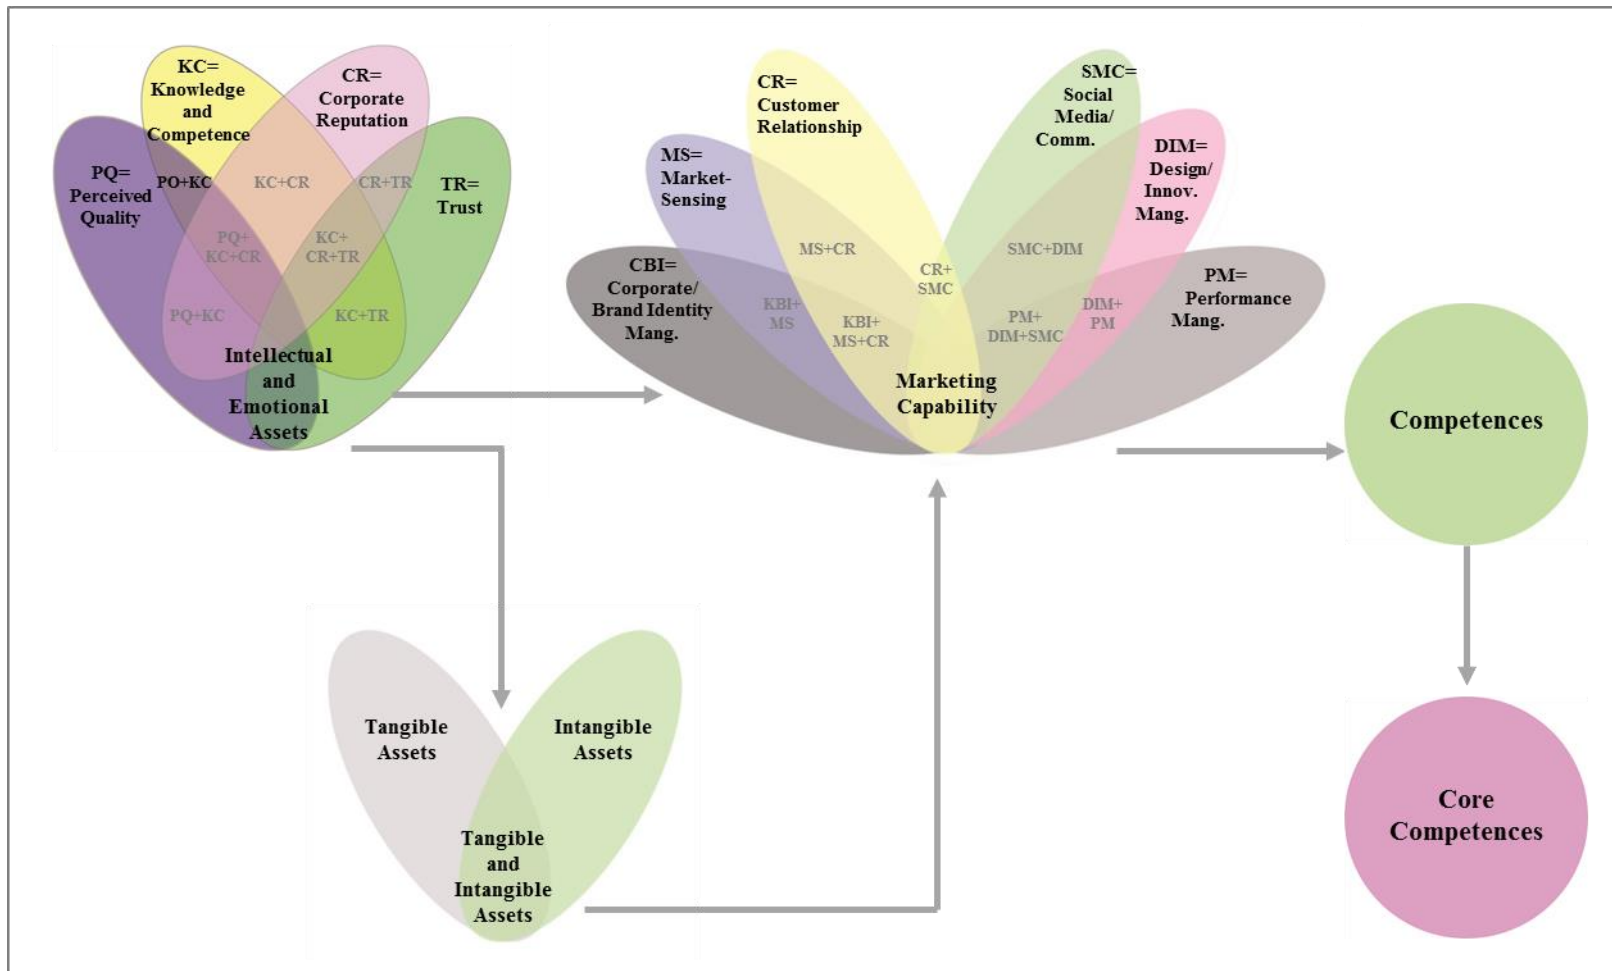 KC=
Knowledge
and
Competence
CR=
Corporate
Reputation
PQ=
Perceived
Quality
TR=
Trust
PO+KC
KC+CR
CR+TR
PQ+
KC+CR
KC+
CR+TR
PQ+KC
KC+TR
Intellectual
and
Emotional
Assets
CBI=
Corporate/
Brand Identity
Mang.
MS=
Market-
Sensing
CR=
Customer
Relationship
SMC=
Social
Media/
Comm.
DIM=
Design/
Innov.
Mang.
PM=
Performance
Mang.
MS+CR
KBI+
MS
KBI+
MS+CR
CR+
SMC
SMC+DIM
PM+
DIM+SMC
DIM+
PM
Marketing
Capability
Competences
Tangible
Assets
Intangible
Assets
Tangible
and
Intangible
Assets
Core
Competences